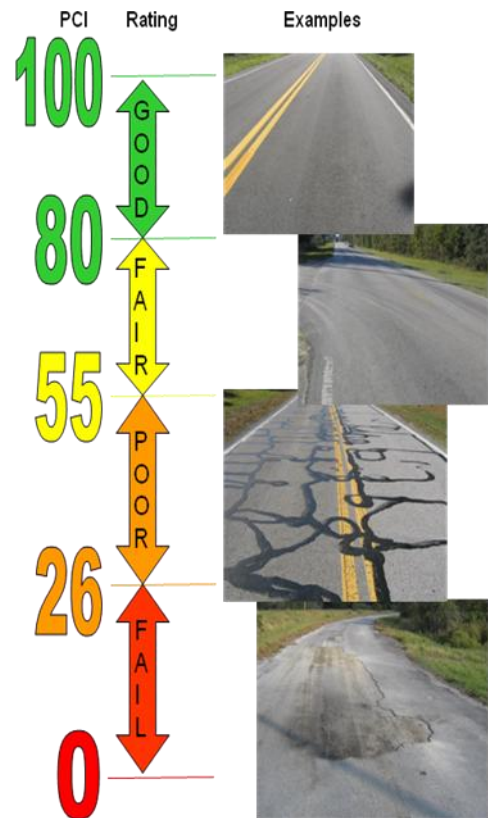 PCI Rating Examples
100
GOOD
80
FAIR
55
POOR
26
FAIL
0